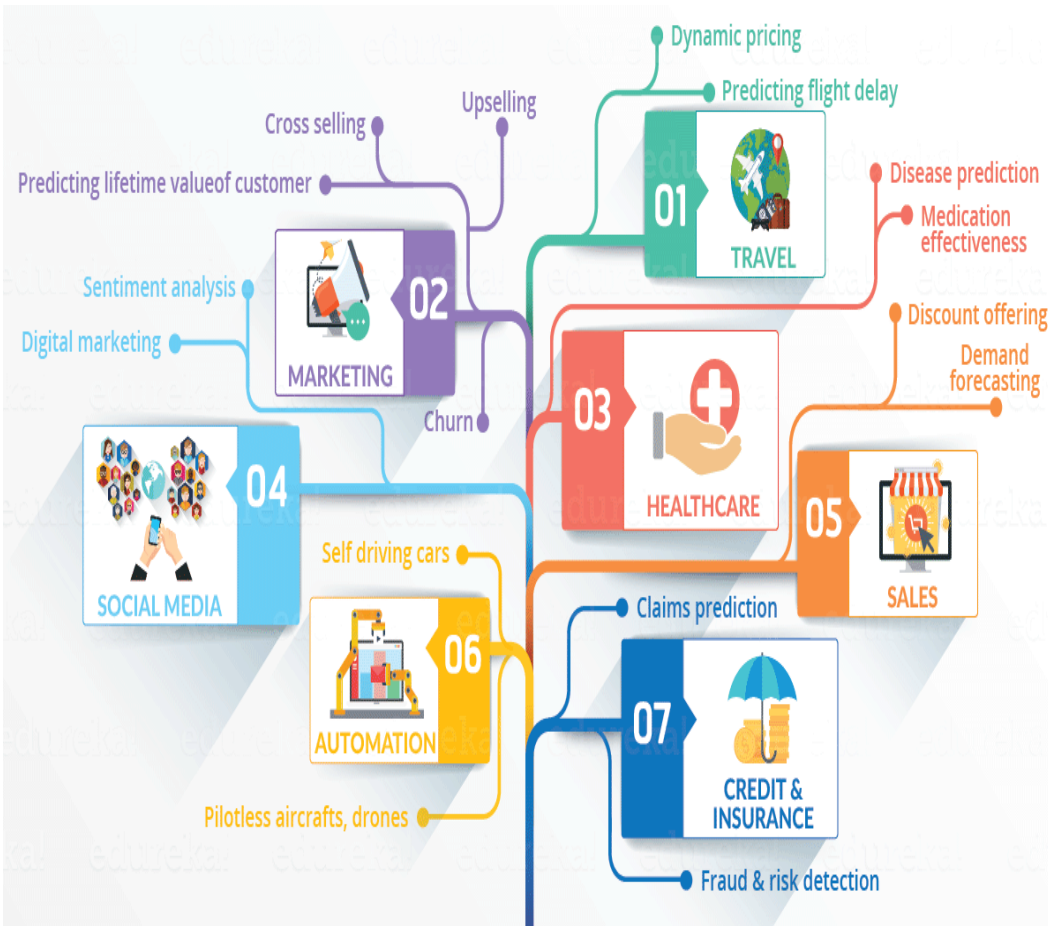 Dynamic pricing
Predicting flight delay
01
TRAVEL
Upselling
Cross selling
Predicting lifetime valueof customer
02
MARKETING
Churn
Disease prediction
Medication
effectiveness
03
HEALTHCARE
Sentiment analysis
Digital marketing
04
SOCIAL MEDIA
Discount offering
Demand
forecasting
05
SALES
Self driving cars
06
AUTOMATION
Pilotless aircrafts, drones
Claims prediction
07
CREDIT &
INSURANCE
Fraud & risk detection
edureka!